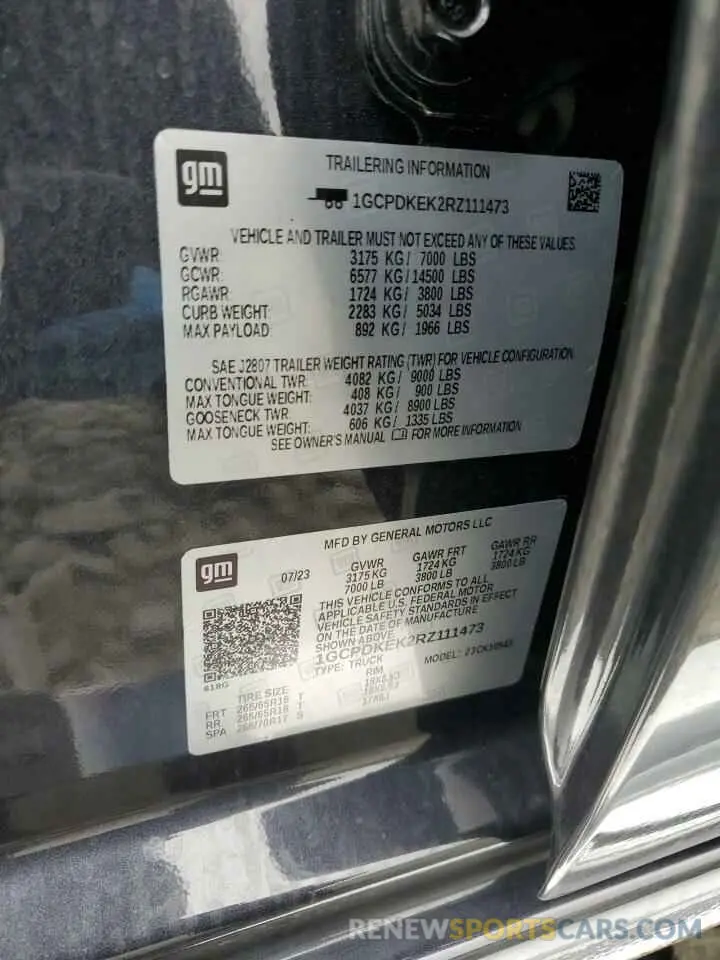 gm
TRAILERING INFORMATION
1GCPDKEK2RZ111473
VEHICLE AND TRAILER MUST NOT EXCEED ANY OF THESE VALUES
GVWR: 3175 KG/ 7000 LBS
GCWR: 6577 KG/14500 LBS
RGAWR: 1724 KG/ 3800 LBS
CURB WEIGHT: 2283 KG/ 5034 LBS
MAX PAYLOAD: 892 KG/ 1966 LBS
SAE J2807 TRAILER WEIGHT RATING (TWR) FOR VEHICLE CONFIGURATION
CONVENTIONAL TWR: 4082 KG/ 9000 LBS
MAX TONGUE WEIGHT: 408 KG/ 900 LBS
GOOSENECK TWR: 4037 KG/ 8900 LBS
MAX TONGUE WEIGHT: 606 KG/ 1335 LBS
SEE OWNER'S MANUAL FOR MORE INFORMATION
gm
MFD BY GENERAL MOTORS LLC
07/23 GVWR GAWR FRT GAWR RR
3175 KG 1724 KG 1724 KG
7000 LB 3800 LB 3800 LB
THIS VEHICLE CONFORMS TO ALL
APPLICABLE U.S. FEDERAL MOTOR
VEHICLE SAFETY STANDARDS IN EFFECT
ON THE DATE OF MANUFACTURE
SHOWN ABOVE.
1GCPDKEK2RZ111473
TYPE: TRUCK MODEL:
TIRE SIZE RIM
FRT 265/65R18 T
RR 265/65R18 T
SPA 265/70R17 S
RENEWSPORTSCARS.COM